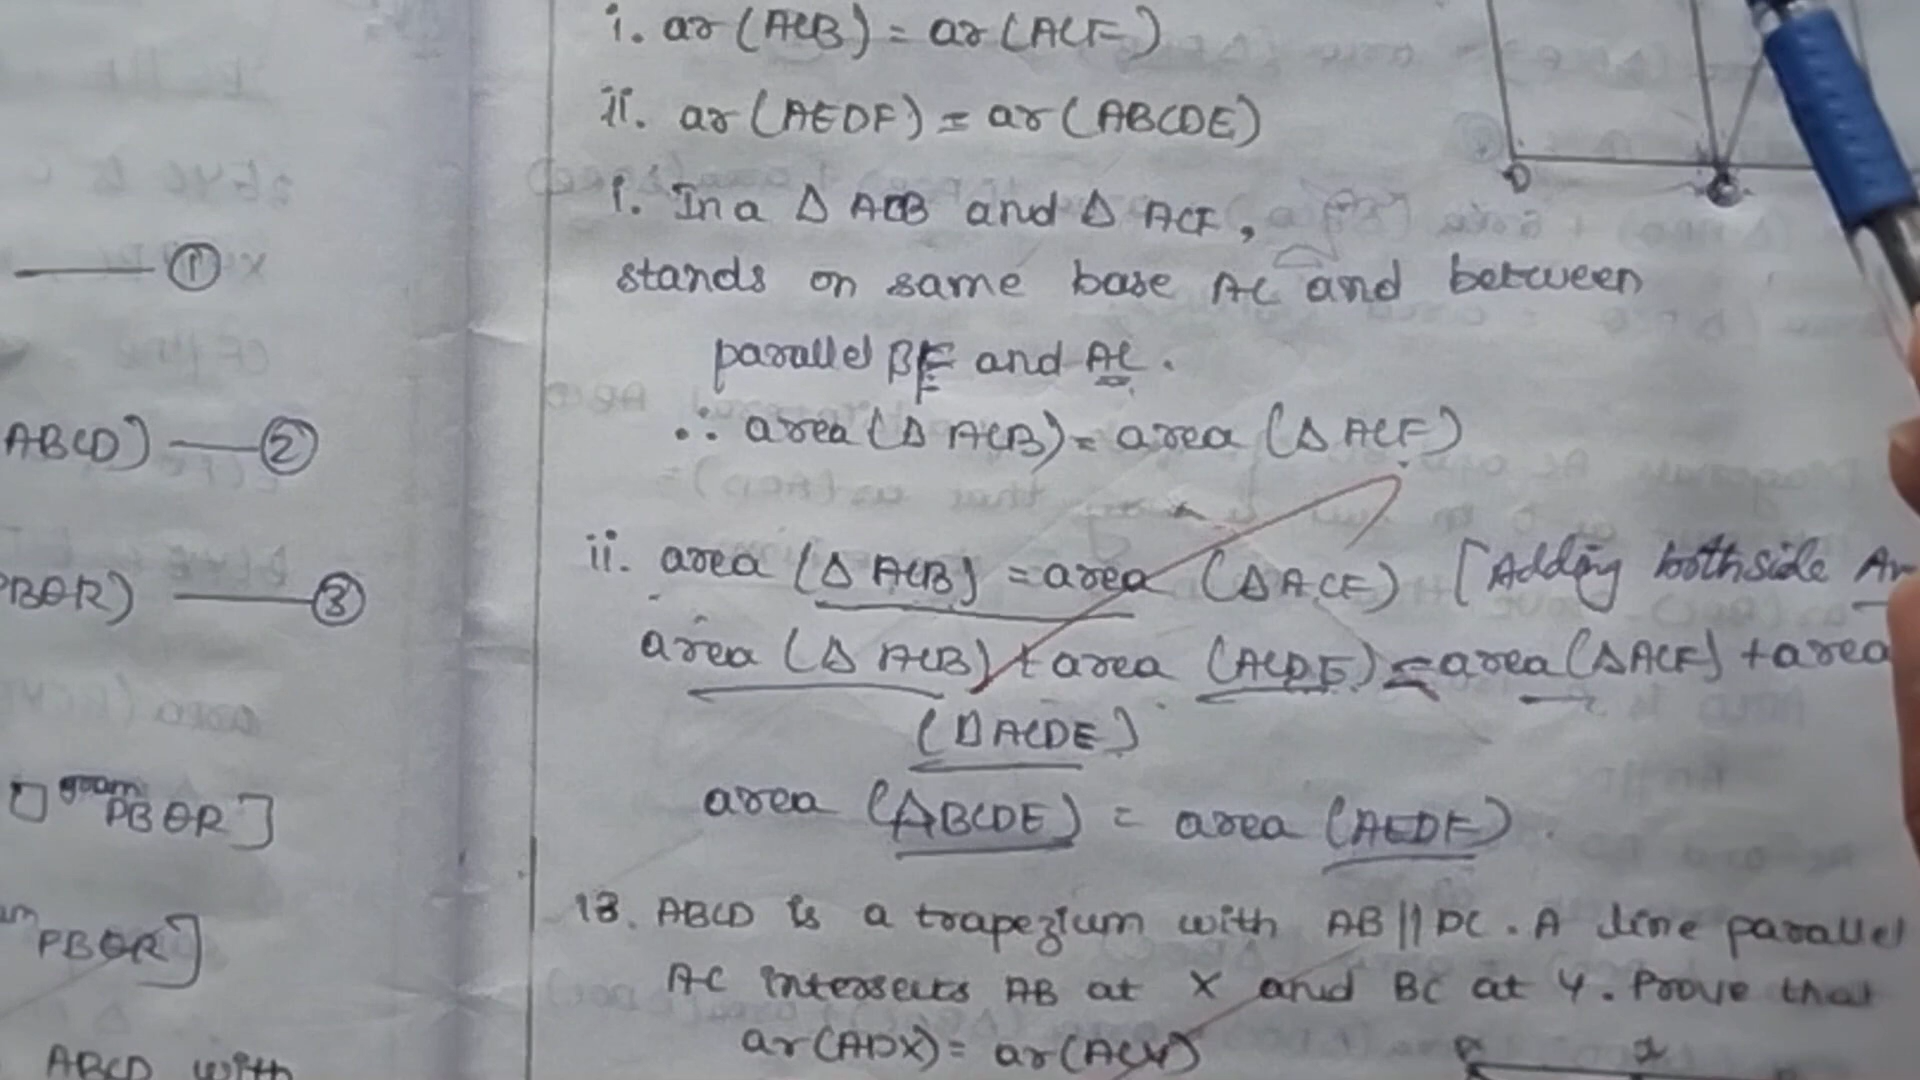 i. ar (ACB) = ar (ACF)
ii. ar (AEDF) = ar (ABCDE)
i. In a Δ ACB and Δ ACF,
stands on same base AC and between
parallel BF and AC.
∴ area (Δ ACB) = area (Δ ACF)
ii. area (Δ ACB) = area (Δ ACF) [Adding bothside Ar
area (Δ ACB) + area (ACDE) = area (Δ ACF) + area
(Δ ACDE)
area (ABCDE) = area (AEDF)
13. ABCD is a trapezium with AB || DC. A line parallel
AC intersects AB at X and BC at Y. Prove that
ar (ADX) = ar (ACY)
D
C
x
①
ABCD) ②
PBQR) ③
gram PBQR]
PBQR]
ABCD with